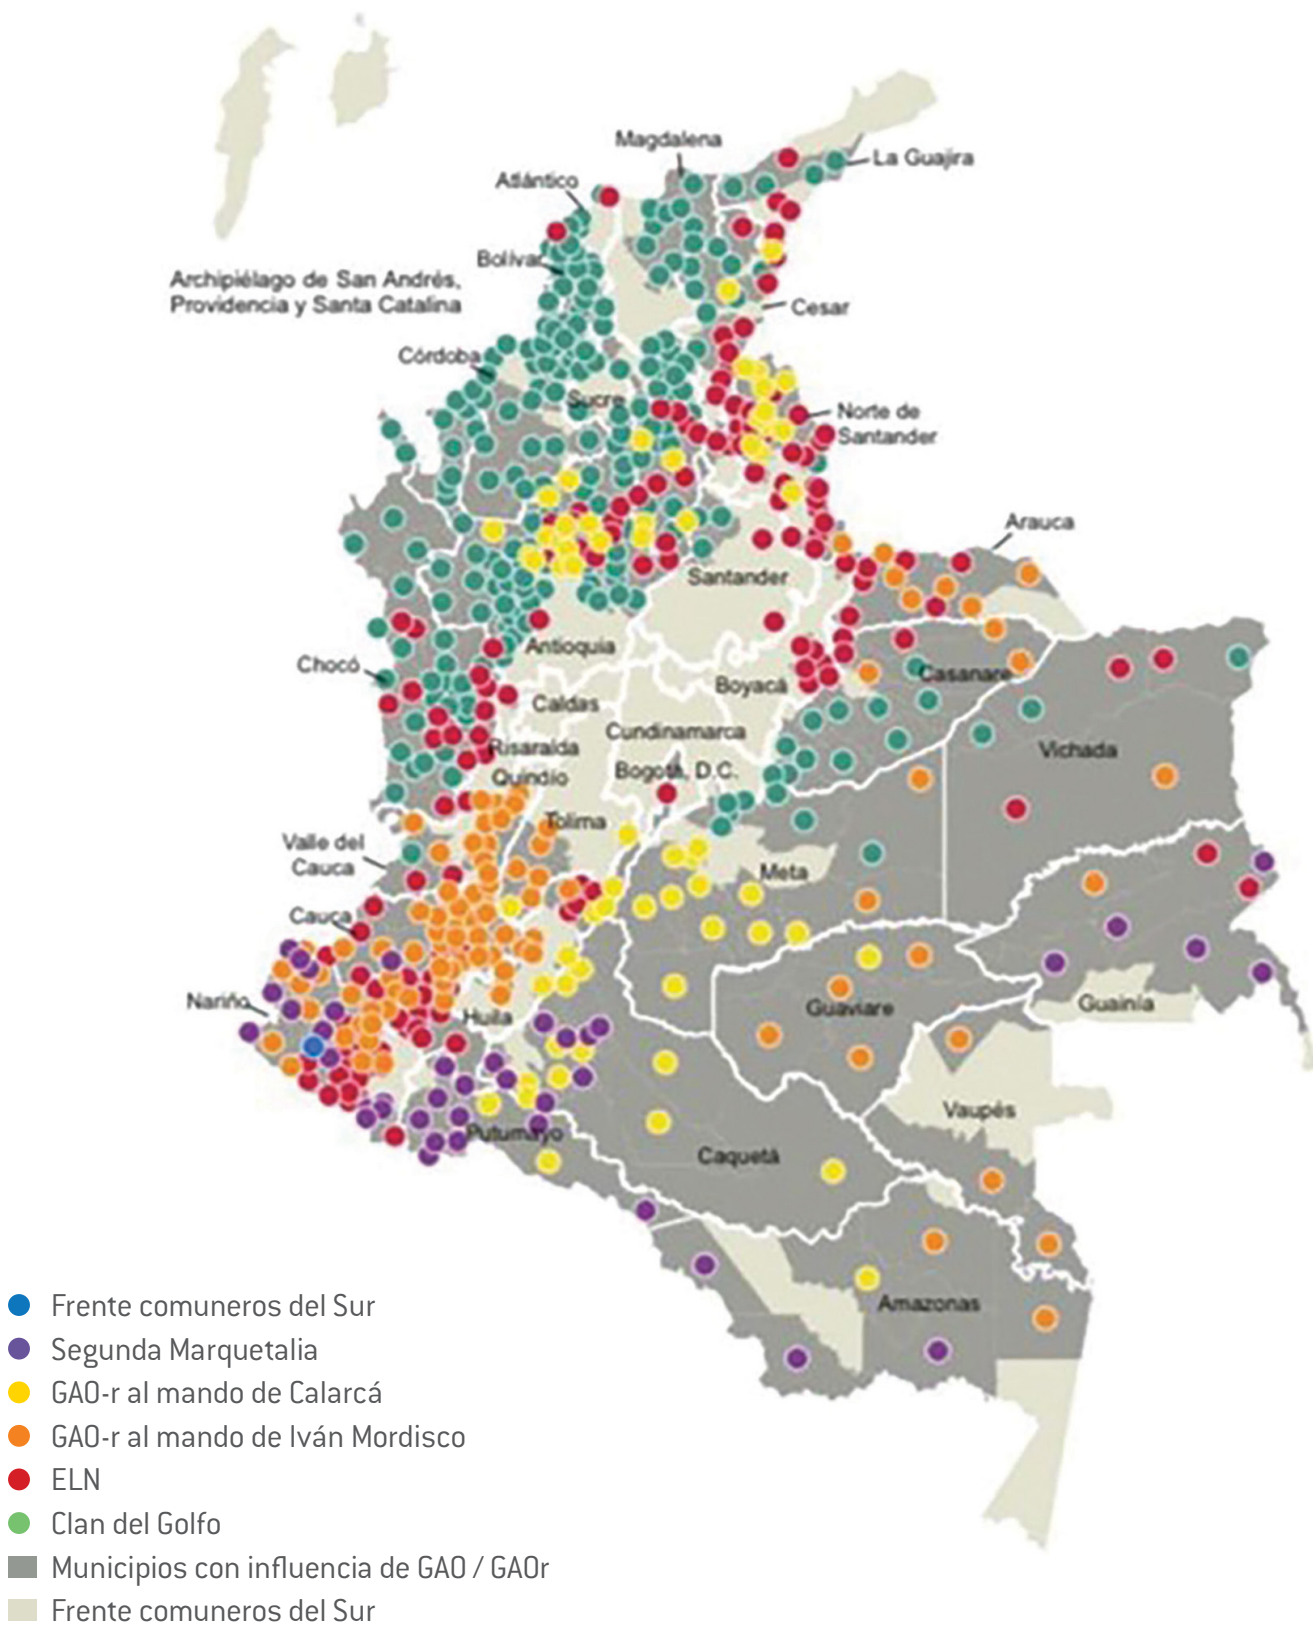 Magdalena
La Guajira
Atlántico
Bolívar
Archipiélago de San Andrés,
Providencia y Santa Catalina
Cesar
Córdoba
Sucre
Norte de
Santander
Arauca
Santander
Antioquia
Chocó
Casanare
Boyacá
Caldas
Cundinamarca
Risaralda
Vichada
Quindío
Bogotá, D.C.
Tolima
Valle del
Cauca
Meta
Cauca
Nariño
Huila
Guaviare
Guainía
Vaupés
Putumayo
Caquetá
Amazonas
Frente comuneros del Sur
Segunda Marquetalia
GAO-r al mando de Calarcá
GAO-r al mando de Iván Mordisco
ELN
Clan del Golfo
Municipios con influencia de GAO / GAOr
Frente comuneros del Sur